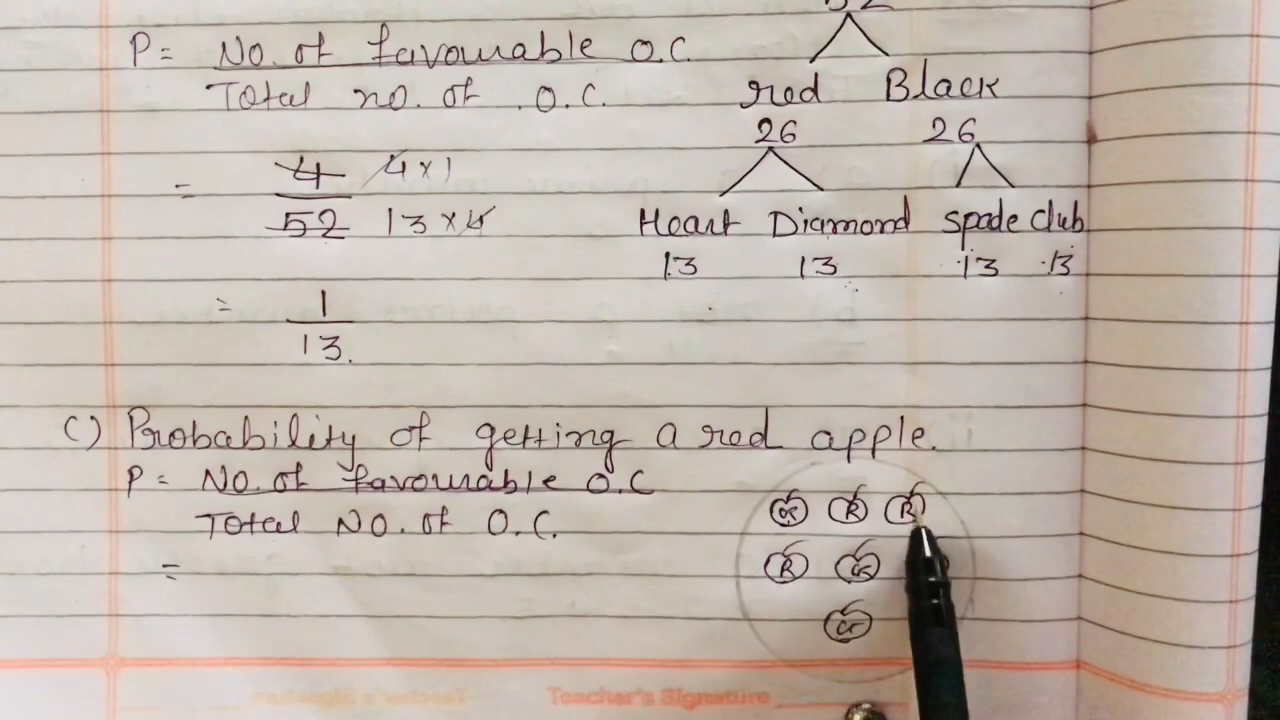 52
P = No. of favourable O.C.
Total no. of . O.C.
red Black
26 26
= 4 4 x 1
52 13 x 4
Heart Diamond Spade Club
13 13 13 13
= 1
13.
C) Probability of getting a red apple.
P = No. of favourable O.C
Total No. of O.C.
=
G R R
R G
G
Teacher's Signature